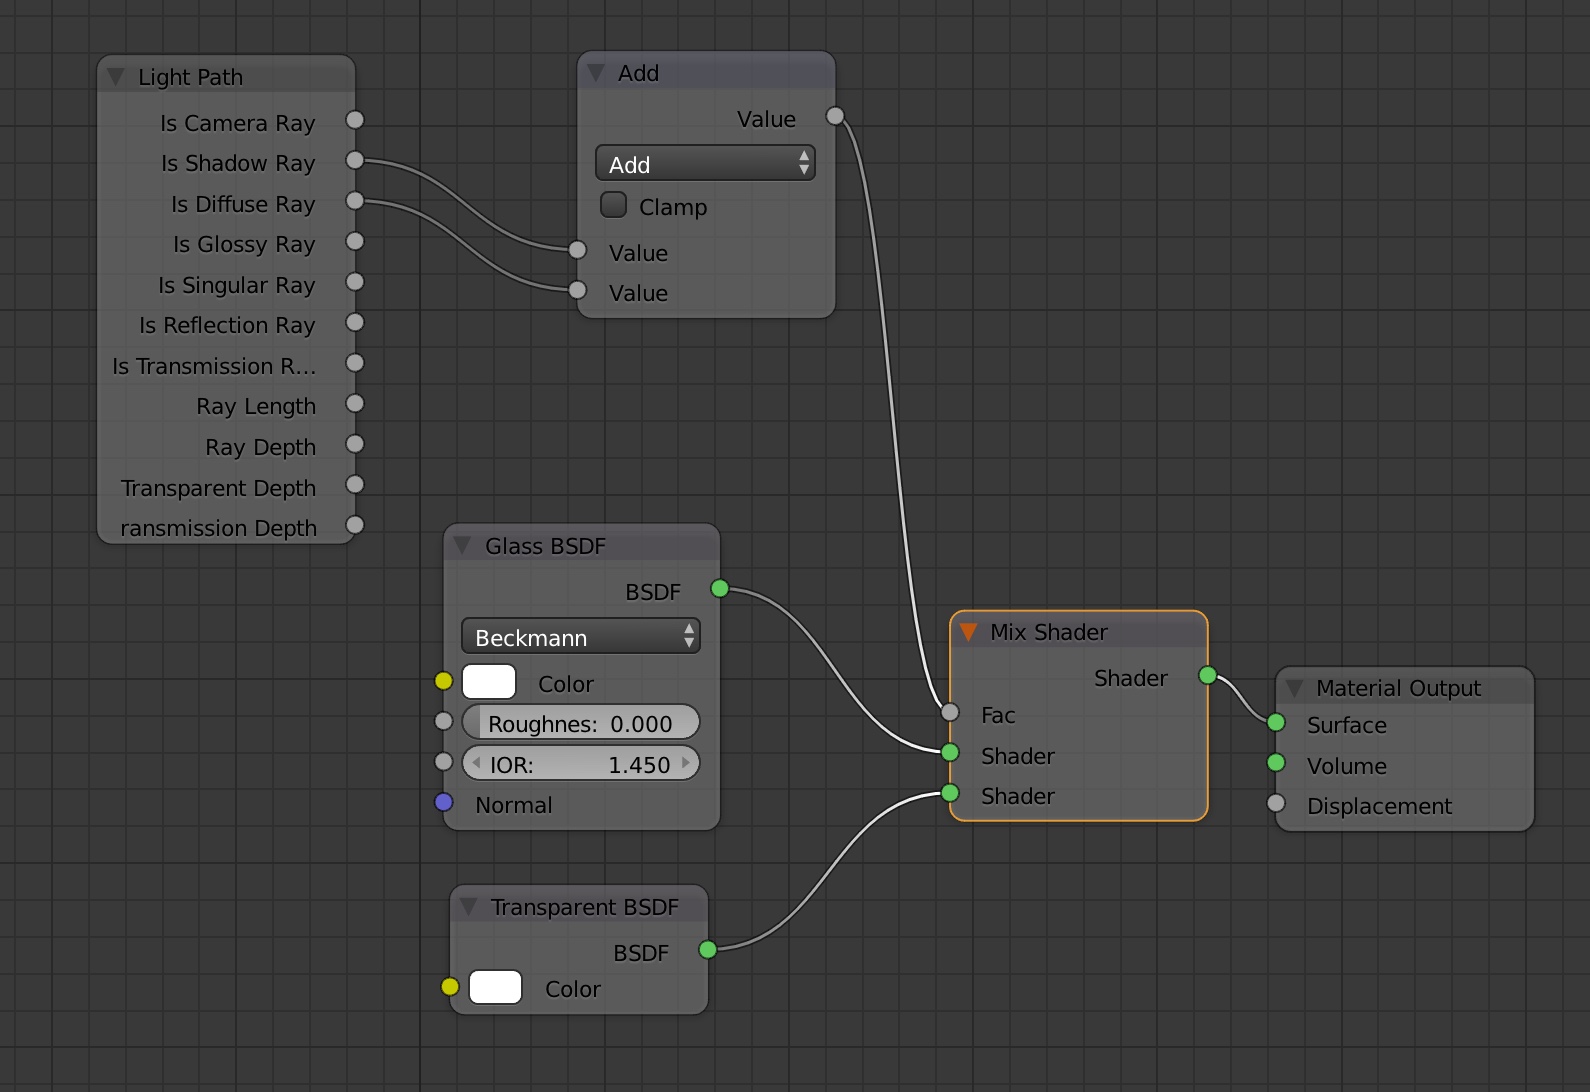 Light Path
Is Camera Ray
Is Shadow Ray
Is Diffuse Ray
Is Glossy Ray
Is Singular Ray
Is Reflection Ray
Is Transmission R...
Ray Length
Ray Depth
Transparent Depth
ransmission Depth
Add
Value
Add
Clamp
Value
Value
Glass BSDF
BSDF
Beckmann
Color
Roughnes: 0.000
IOR: 1.450
Normal
Transparent BSDF
BSDF
Color
Mix Shader
Shader
Fac
Shader
Shader
Material Output
Surface
Volume
Displacement